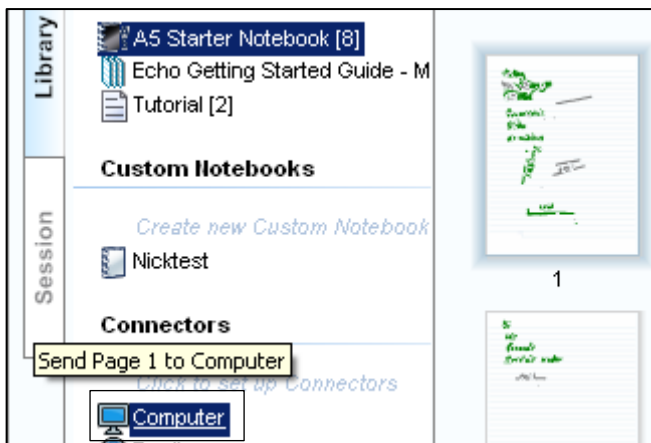 Library
A5 Starter Notebook [8]
Echo Getting Started Guide - M
Tutorial [2]
Custom Notebooks
Create new Custom Notebook
Nicktest
Session
Connectors
Send Page 1 to Computer
Click to set up Connectors
Computer
1